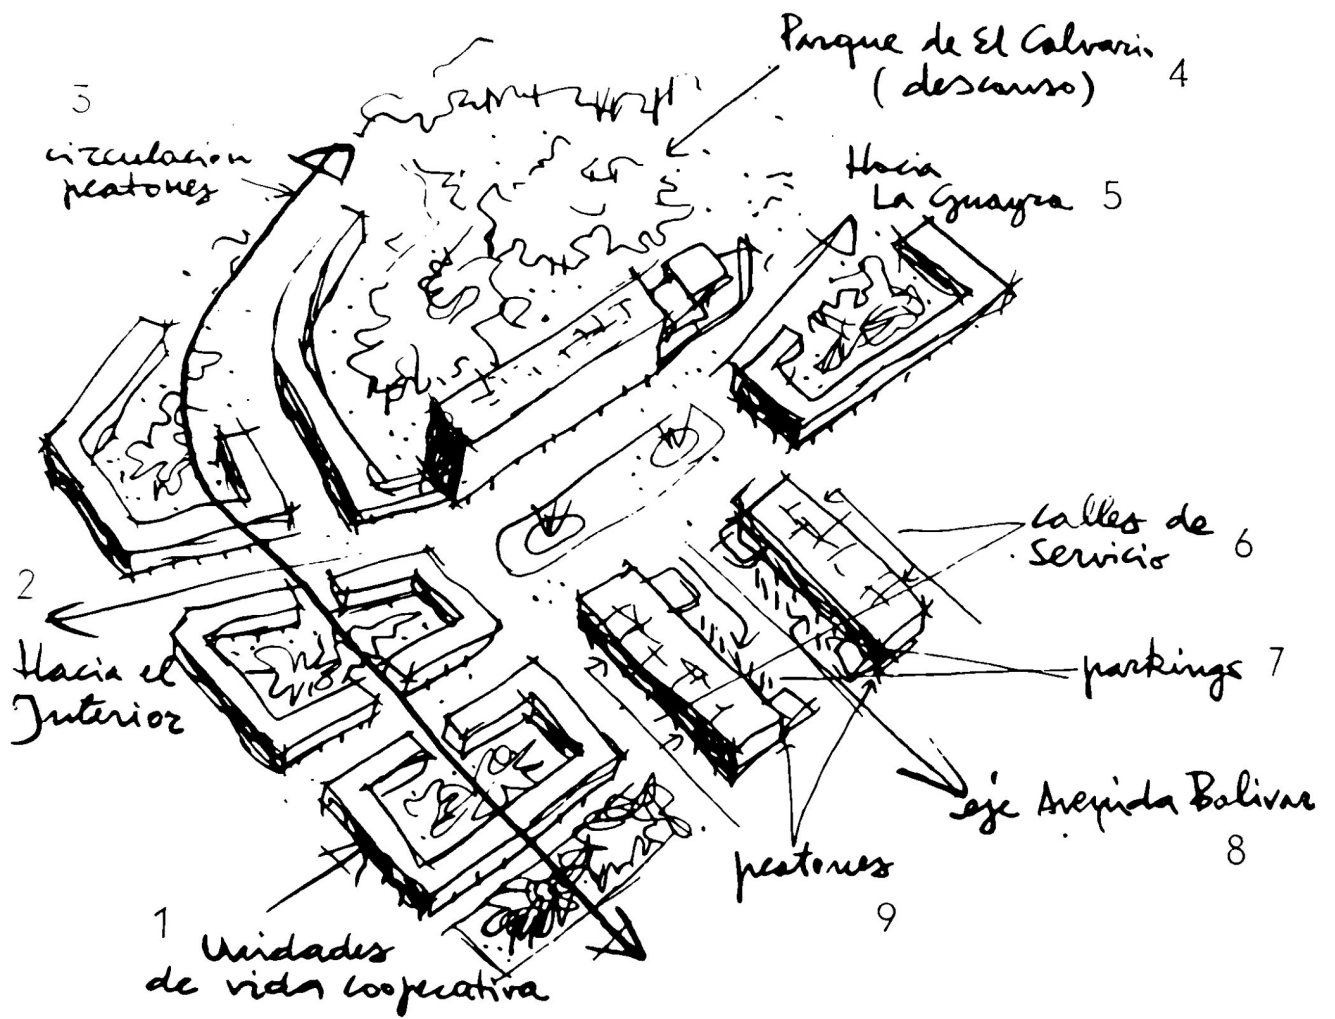 Parque de El Calvario
(descanso)
4
3
circulacion
peatones
Hacia
La Guayra 5
calles de
servicio 6
2
Hacia el
Interior
parkings 7
eje Avenida Bolivar
8
peatones
9
1
Unidades
de vida cooperativa